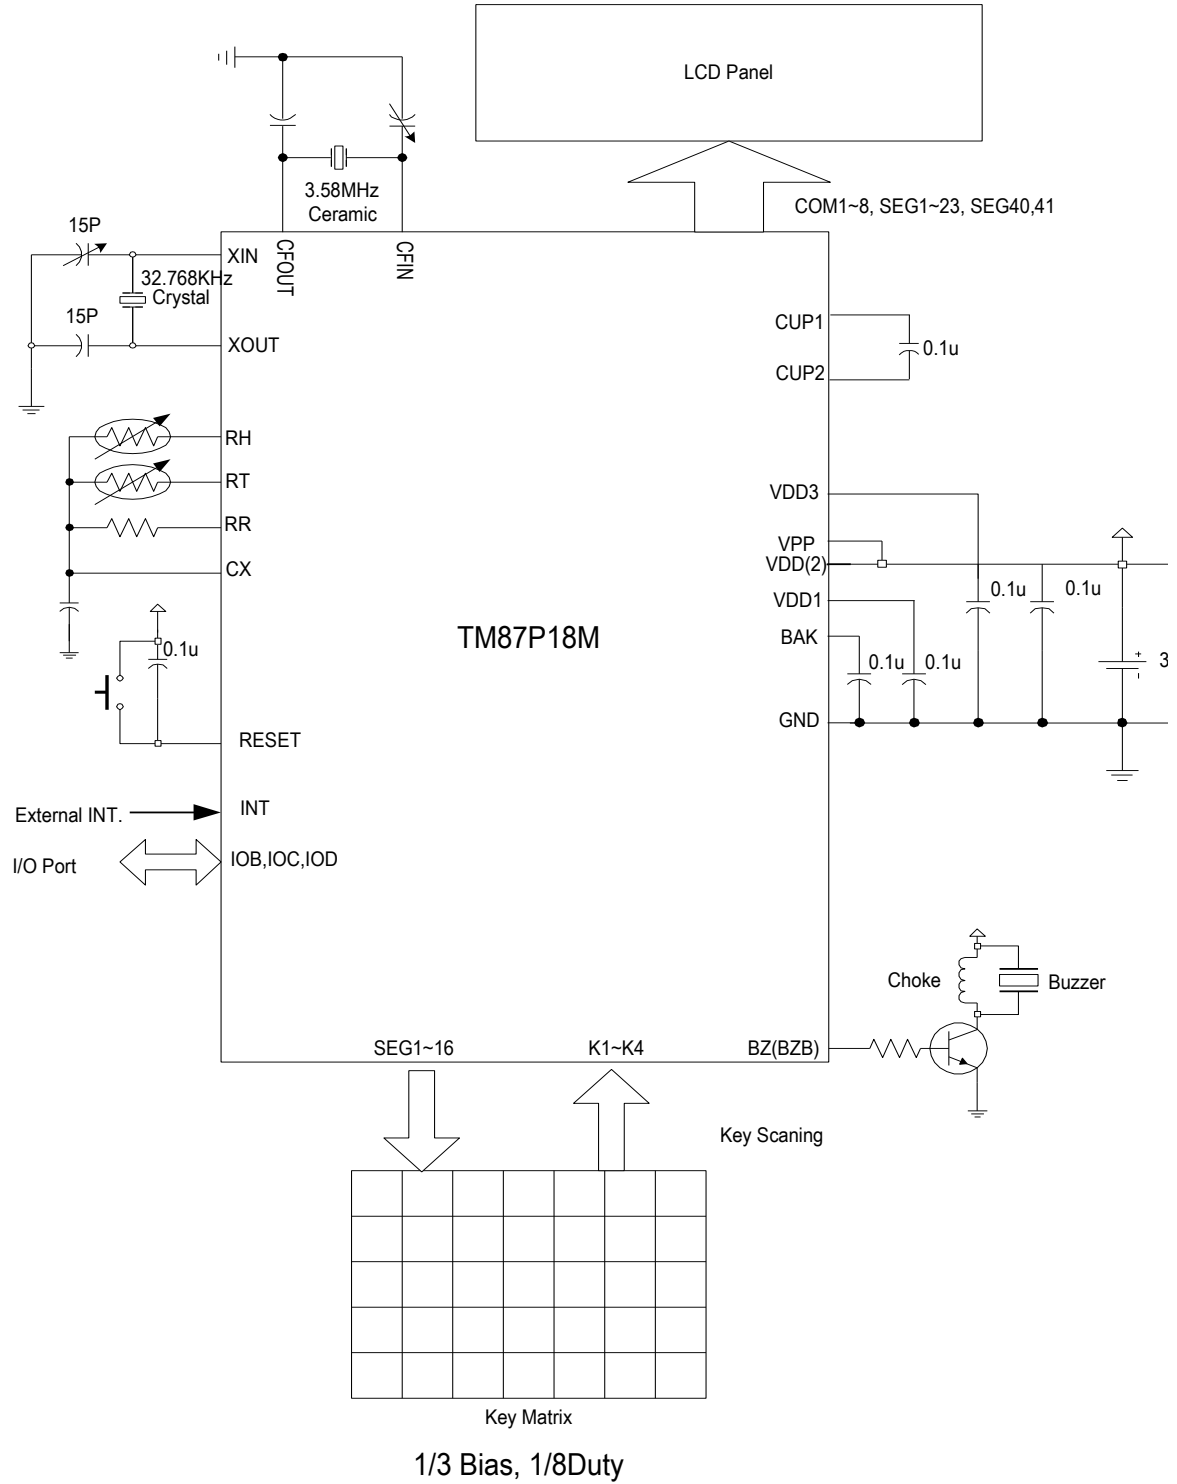 LCD Panel
3.58MHz
Ceramic
COM1~8, SEG1~23, SEG40,41
15P
XIN
CFOUT
CFIN
32.768KHz
Crystal
15P
XOUT
CUP1
0.1u
CUP2
RH
RT
RR
CX
VDD3
VPP
VDD(2)
0.1u
0.1u
VDD1
BAK
TM87P18M
0.1u
0.1u
0.1u
+
3
-
GND
RESET
INT
External INT.
I/O Port
IOB,IOC,IOD
Choke
Buzzer
SEG1~16
K1~K4
BZ(BZB)
Key Scaning
Key Matrix
1/3 Bias, 1/8Duty